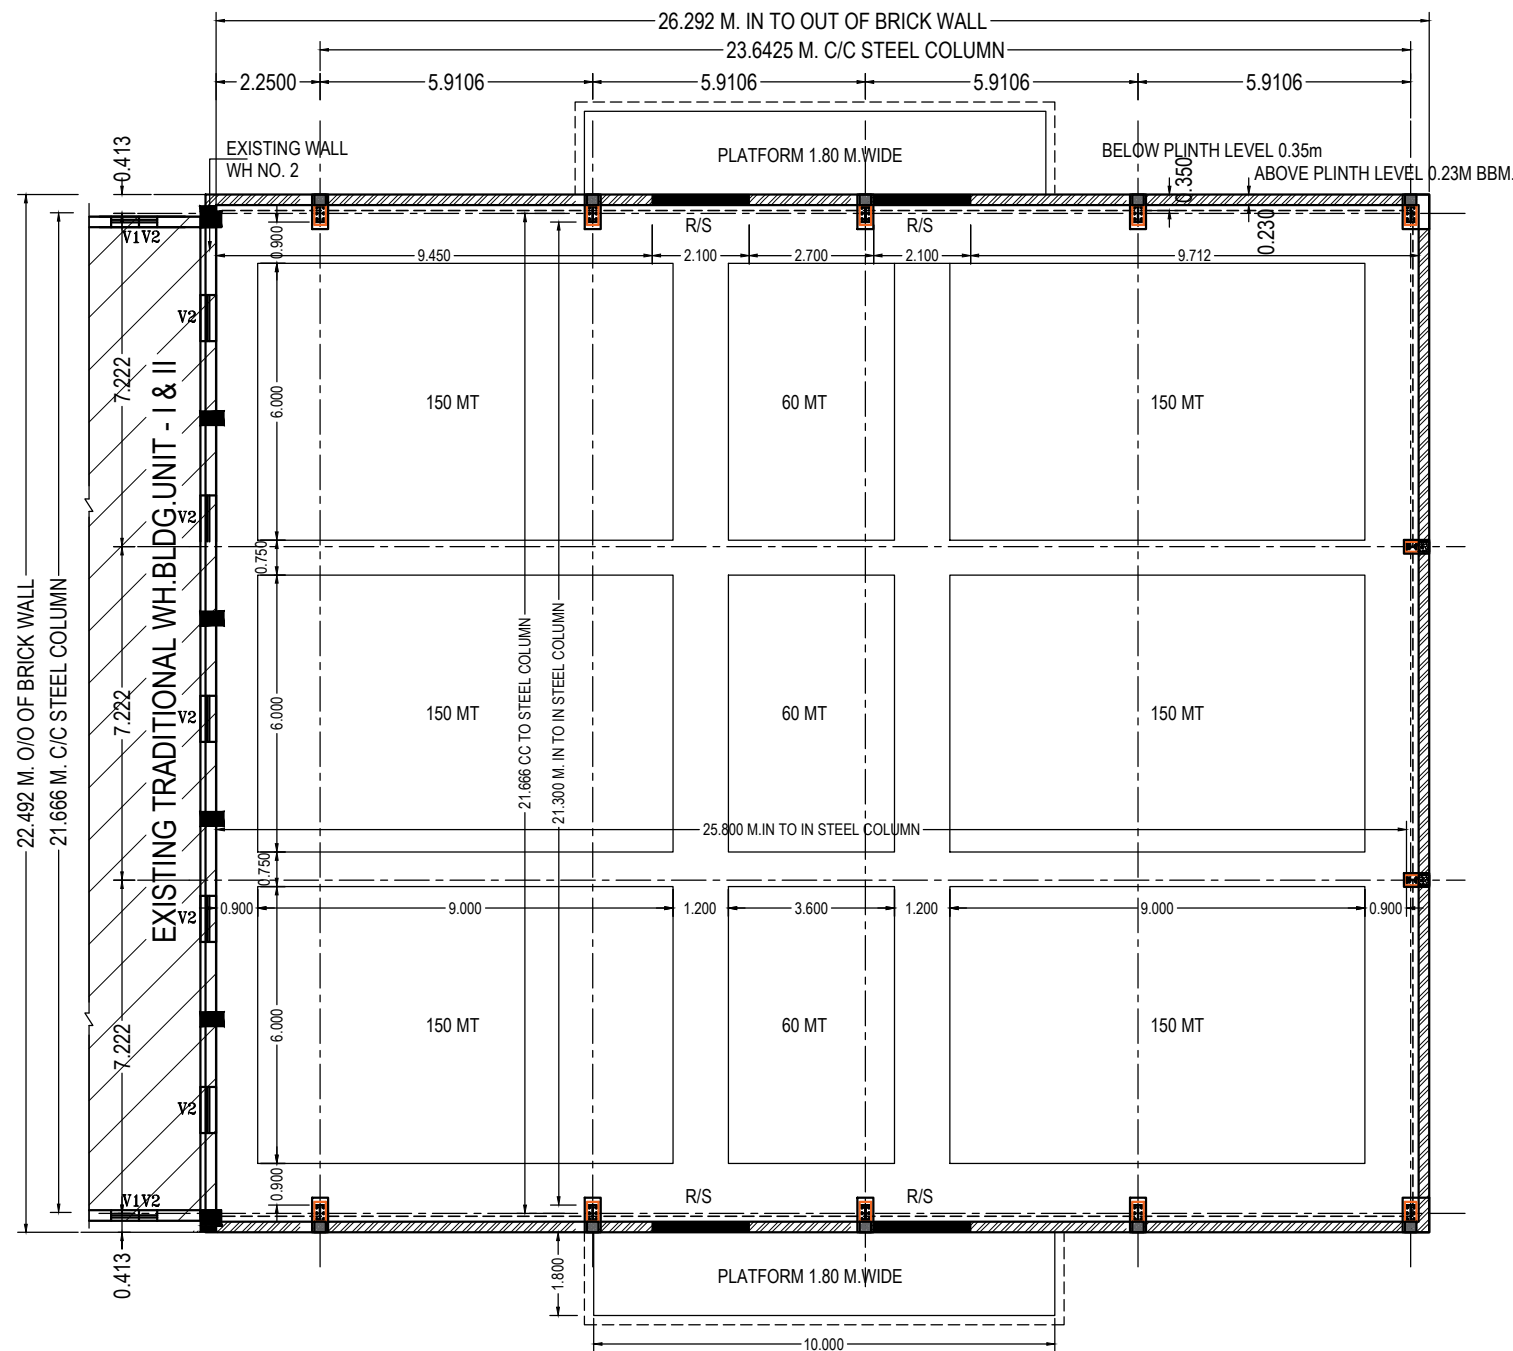 26.292 M. IN TO OUT OF BRICK WALL
23.6425 M. C/C STEEL COLUMN
2.2500 5.9106 5.9106 5.9106 5.9106
0.413
EXISTING WALL
WH NO. 2
PLATFORM 1.80 M.WIDE
BELOW PLINTH LEVEL 0.35m
0.350
ABOVE PLINTH LEVEL 0.23M BBM.
0.230
V1V2
R/S R/S
0.900
9.450 2.100 2.700 2.100 9.712
V2
7.222
6.000
150 MT 60 MT 150 MT
V2
0.750
22.492 M. O/O OF BRICK WALL
21.666 M. C/C STEEL COLUMN
EXISTING TRADITIONAL WH.BLDG.UNIT - I & II
7.222
6.000
21.666 CC TO STEEL COLUMN
21.300 M. IN TO IN STEEL COLUMN
150 MT 60 MT 150 MT
V2
25.800 M.IN TO IN STEEL COLUMN
0.750
V2
0.900 9.000 1.200 3.600 1.200 9.000 0.900
7.222
6.000
150 MT 60 MT 150 MT
V2
0.900
V1V2
R/S R/S
0.413
1.800
PLATFORM 1.80 M.WIDE
10.000